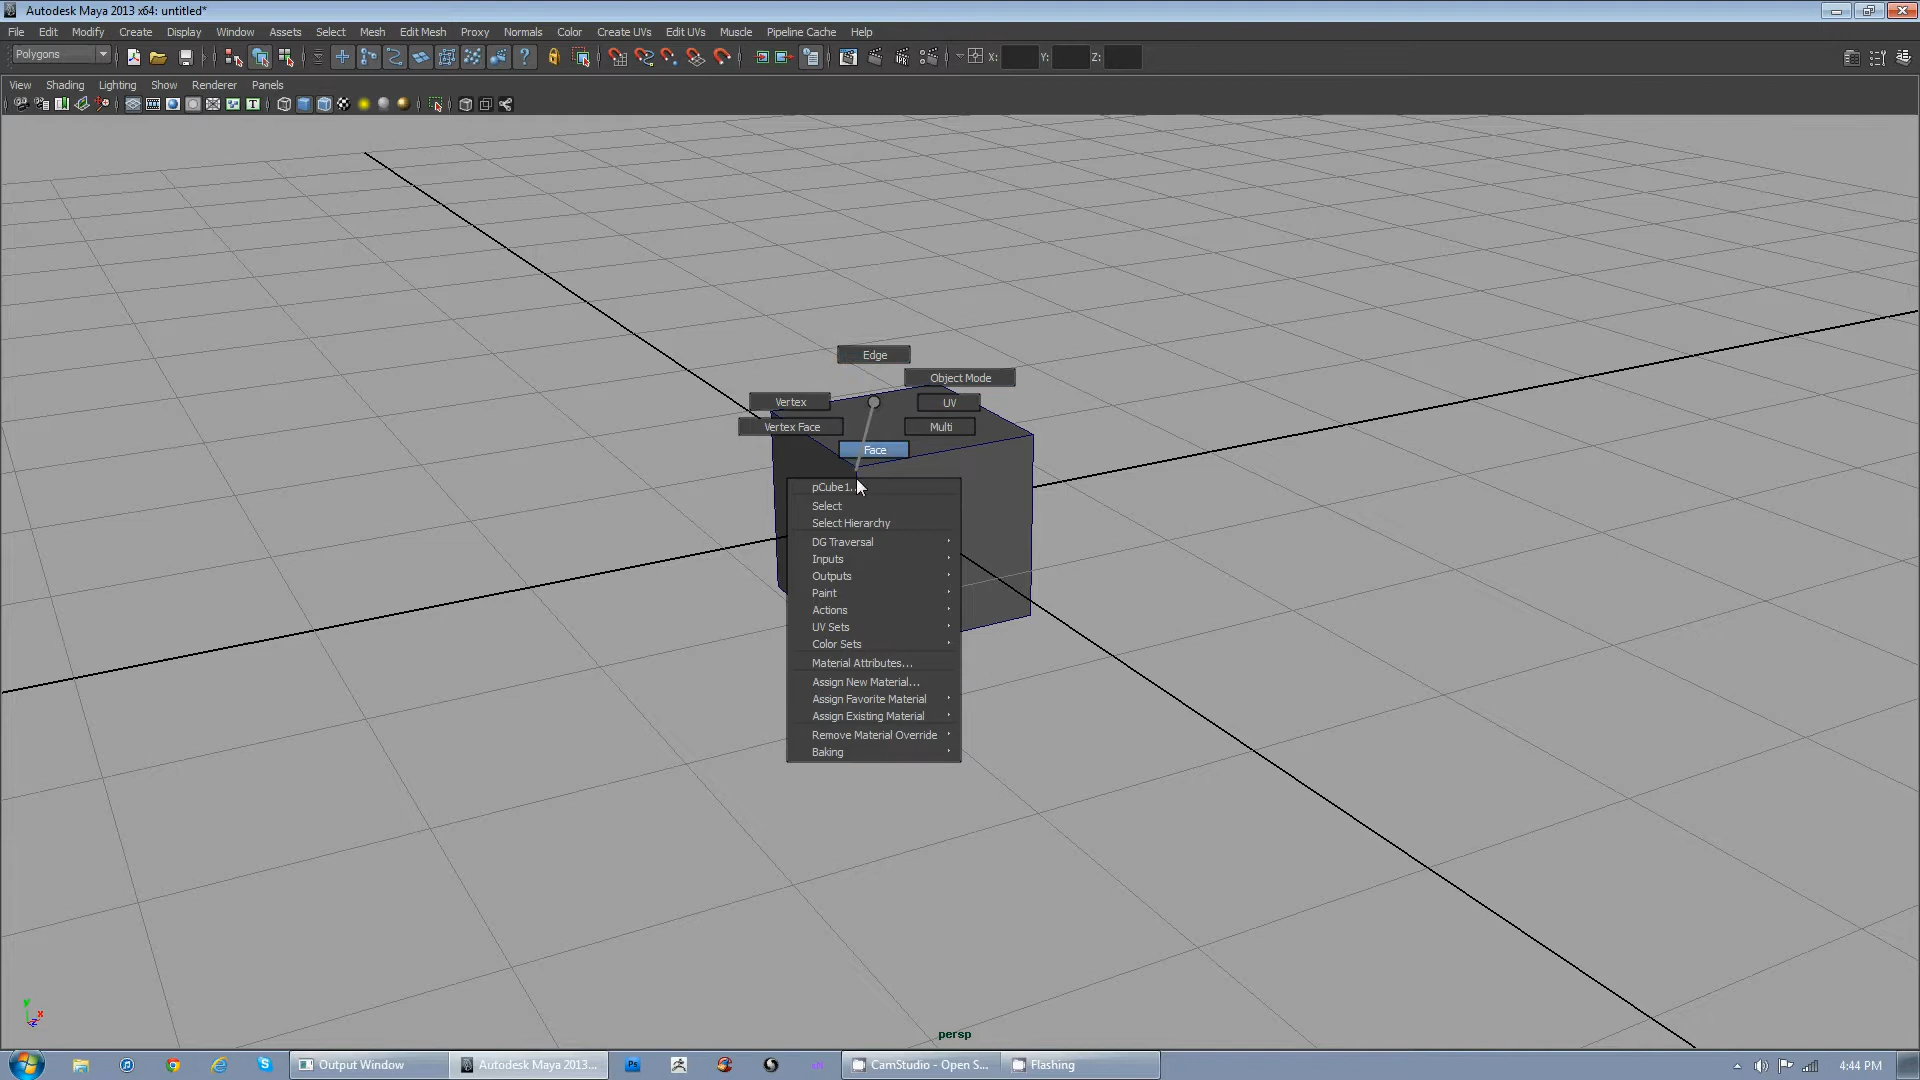 Autodesk Maya 2013 x64: untitled*
File Edit Modify Create Display Window Assets Select Mesh Edit Mesh Proxy Normals Color Create UVs Edit UVs Muscle Pipeline Cache Help
Polygons X: Y: Z:
View Shading Lighting Show Renderer Panels
Edge
Object Mode
Vertex UV
Vertex Face Multi
Face
pCube1...
Select
Select Hierarchy
DG Traversal
Inputs
Outputs
Paint
Actions
UV Sets
Color Sets
Material Attributes...
Assign New Material...
Assign Favorite Material
Assign Existing Material
Remove Material Override
Baking
y
x
z
persp
Output Window Autodesk Maya 2013... Ps CamStudio - Open S... Flashing 4:44 PM